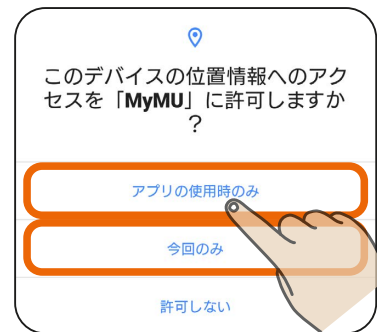 このデバイスの位置情報へのアク
セスを「MyMU」に許可しますか
？
アプリの使用時のみ
今回のみ
許可しない